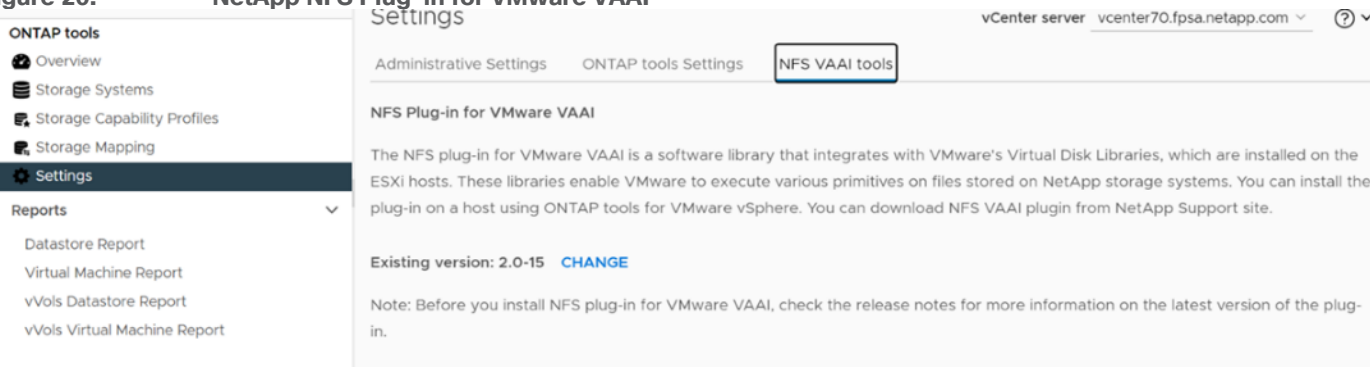 NetApp NFS Plug-in for VMware VAAI
ONTAP tools
Overview
Storage Systems
Storage Capability Profiles
Storage Mapping
Settings
Reports
Datastore Report
Virtual Machine Report
vVols Datastore Report
vVols Virtual Machine Report
Settings
vCenter server vcenter70.fpsa.netapp.com
Administrative Settings ONTAP tools Settings NFS VAAI tools
NFS Plug-in for VMware VAAI
The NFS plug-in for VMware VAAI is a software library that integrates with VMware's Virtual Disk Libraries, which are installed on the
ESXi hosts. These libraries enable VMware to execute various primitives on files stored on NetApp storage systems. You can install the
plug-in on a host using ONTAP tools for VMware vSphere. You can download NFS VAAI plugin from NetApp Support site.
Existing version: 2.0-15 CHANGE
Note: Before you install NFS plug-in for VMware VAAI, check the release notes for more information on the latest version of the plug-
in.